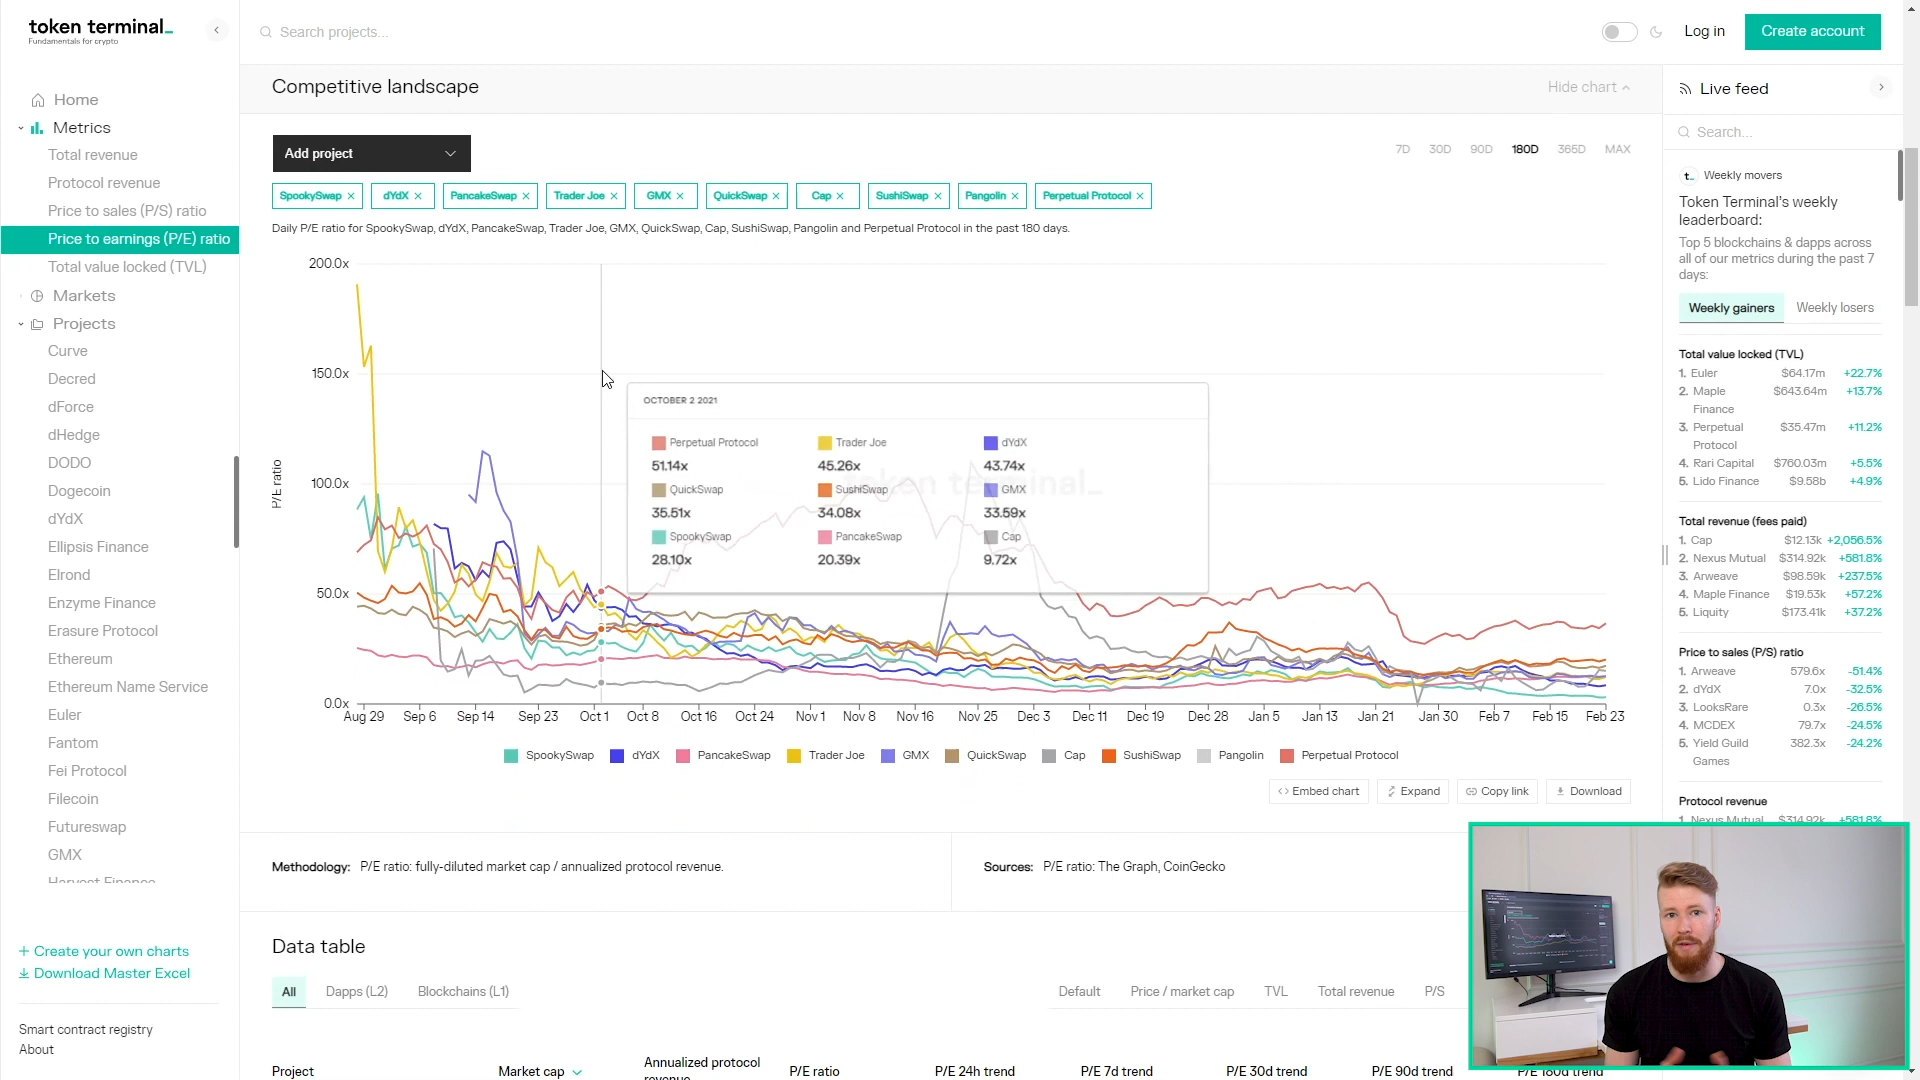 token terminal_
Fundamentals for crypto
Search projects...
Log in
Create account
Home
Metrics
Total revenue
Protocol revenue
Price to sales (P/S) ratio
Price to earnings (P/E) ratio
Total value locked (TVL)
Markets
Projects
Curve
Decred
dForce
dHedge
DODO
Dogecoin
dYdX
Ellipsis Finance
Elrond
Enzyme Finance
Erasure Protocol
Ethereum
Ethereum Name Service
Euler
Fantom
Fei Protocol
Filecoin
Futureswap
GMX
Harvest Finance
+ Create your own charts
Download Master Excel
Smart contract registry
About
Competitive landscape
Hide chart
Add project
7D 30D 90D 180D 365D MAX
SpookySwap × dYdX × PancakeSwap × Trader Joe × GMX × QuickSwap × Cap × SushiSwap × Pangolin × Perpetual Protocol ×
Daily P/E ratio for SpookySwap, dYdX, PancakeSwap, Trader Joe, GMX, QuickSwap, Cap, SushiSwap, Pangolin and Perpetual Protocol in the past 180 days.
200.0x
150.0x
100.0x
50.0x
0.0x
P/E ratio
OCTOBER 2 2021
Perpetual Protocol Trader Joe dYdX
51.14x 45.26x 43.74x
token terminal_
QuickSwap SushiSwap GMX
35.51x 34.08x 33.59x
SpookySwap PancakeSwap Cap
28.10x 20.39x 9.72x
Aug 29 Sep 6 Sep 14 Sep 23 Oct 1 Oct 8 Oct 16 Oct 24 Nov 1 Nov 8 Nov 16 Nov 25 Dec 3 Dec 11 Dec 19 Dec 28 Jan 5 Jan 13 Jan 21 Jan 30 Feb 7 Feb 15 Feb 23
SpookySwap dYdX PancakeSwap Trader Joe GMX QuickSwap Cap SushiSwap Pangolin Perpetual Protocol
<> Embed chart Expand Copy link Download
Methodology: P/E ratio: fully-diluted market cap / annualized protocol revenue.
Sources: P/E ratio: The Graph, CoinGecko
Data table
All Dapps (L2) Blockchains (L1)
Default Price / market cap TVL Total revenue P/S
Project Market cap Annualized protocol revenue P/E ratio P/E 24h trend P/E 7d trend P/E 30d trend P/E 90d trend P/E 180d trend
Live feed
Search...
t_ Weekly movers
Token Terminal's weekly
leaderboard:
Top 5 blockchains & dapps across
all of our metrics during the past 7
days:
Weekly gainers Weekly losers
Total value locked (TVL)
1. Euler $64.17m +22.7%
2. Maple Finance $643.64m +13.7%
3. Perpetual Protocol $35.47m +11.2%
4. Rari Capital $760.03m +5.5%
5. Lido Finance $9.58b +4.9%
Total revenue (fees paid)
1. Cap $12.13k +2,056.5%
2. Nexus Mutual $314.92k +581.8%
3. Arweave $98.59k +237.5%
4. Maple Finance $19.53k +57.2%
5. Liquity $173.41k +37.2%
Price to sales (P/S) ratio
1. Arweave 579.6x -51.4%
2. dYdX 7.0x -32.5%
3. LooksRare 0.3x -26.5%
4. MCDEX 79.7x -24.5%
5. Yield Guild Games 382.3x -24.2%
Protocol revenue
1. Nexus Mutual $314.92k +581.8%